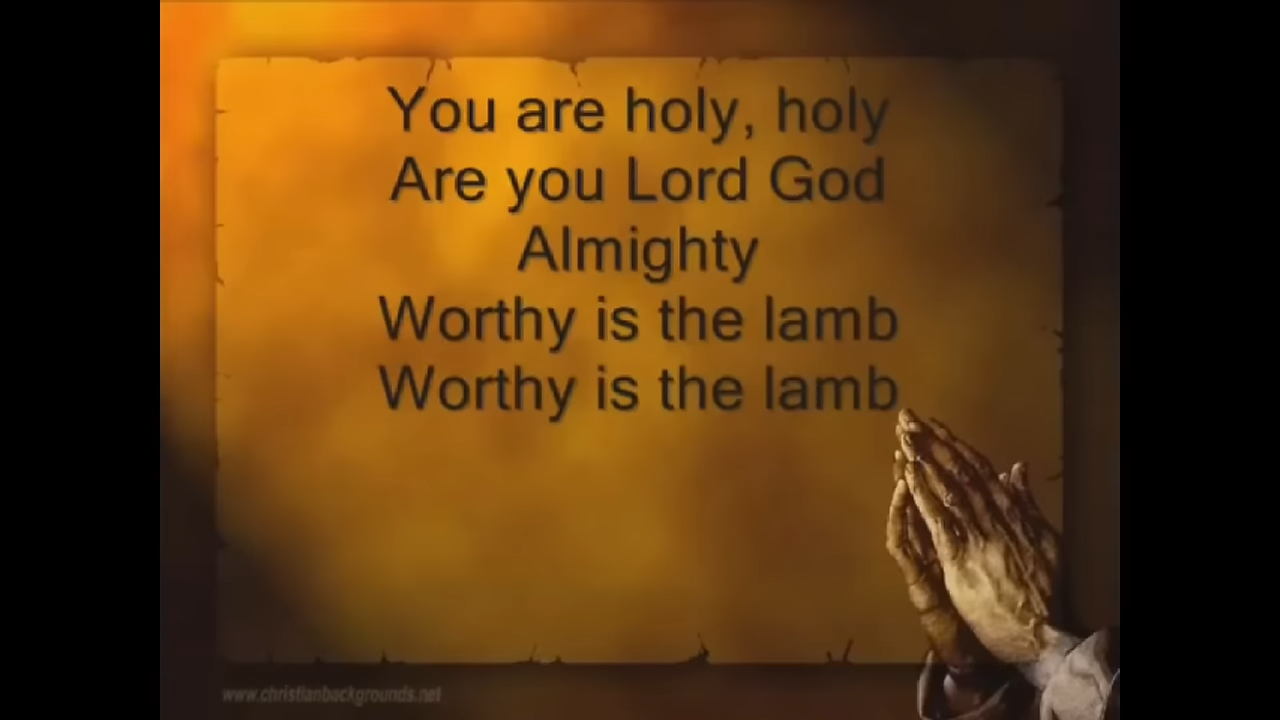 You are holy, holy
Are you Lord God
Almighty
Worthy is the lamb
Worthy is the lamb
www.christianbackgrounds.net